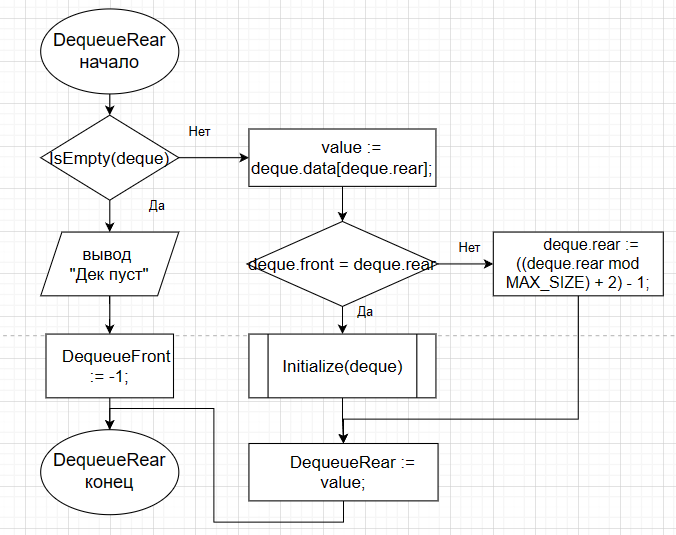 DequeueRear
начало
IsEmpty(deque)
Нет
Да
вывод
"Дек пуст"
DequeueFront
:= -1;
DequeueRear
конец
value :=
deque.data[deque.rear];
deque.front = deque.rear
Нет
Да
deque.rear :=
((deque.rear mod
MAX_SIZE) + 2) - 1;
Initialize(deque)
DequeueRear :=
value;